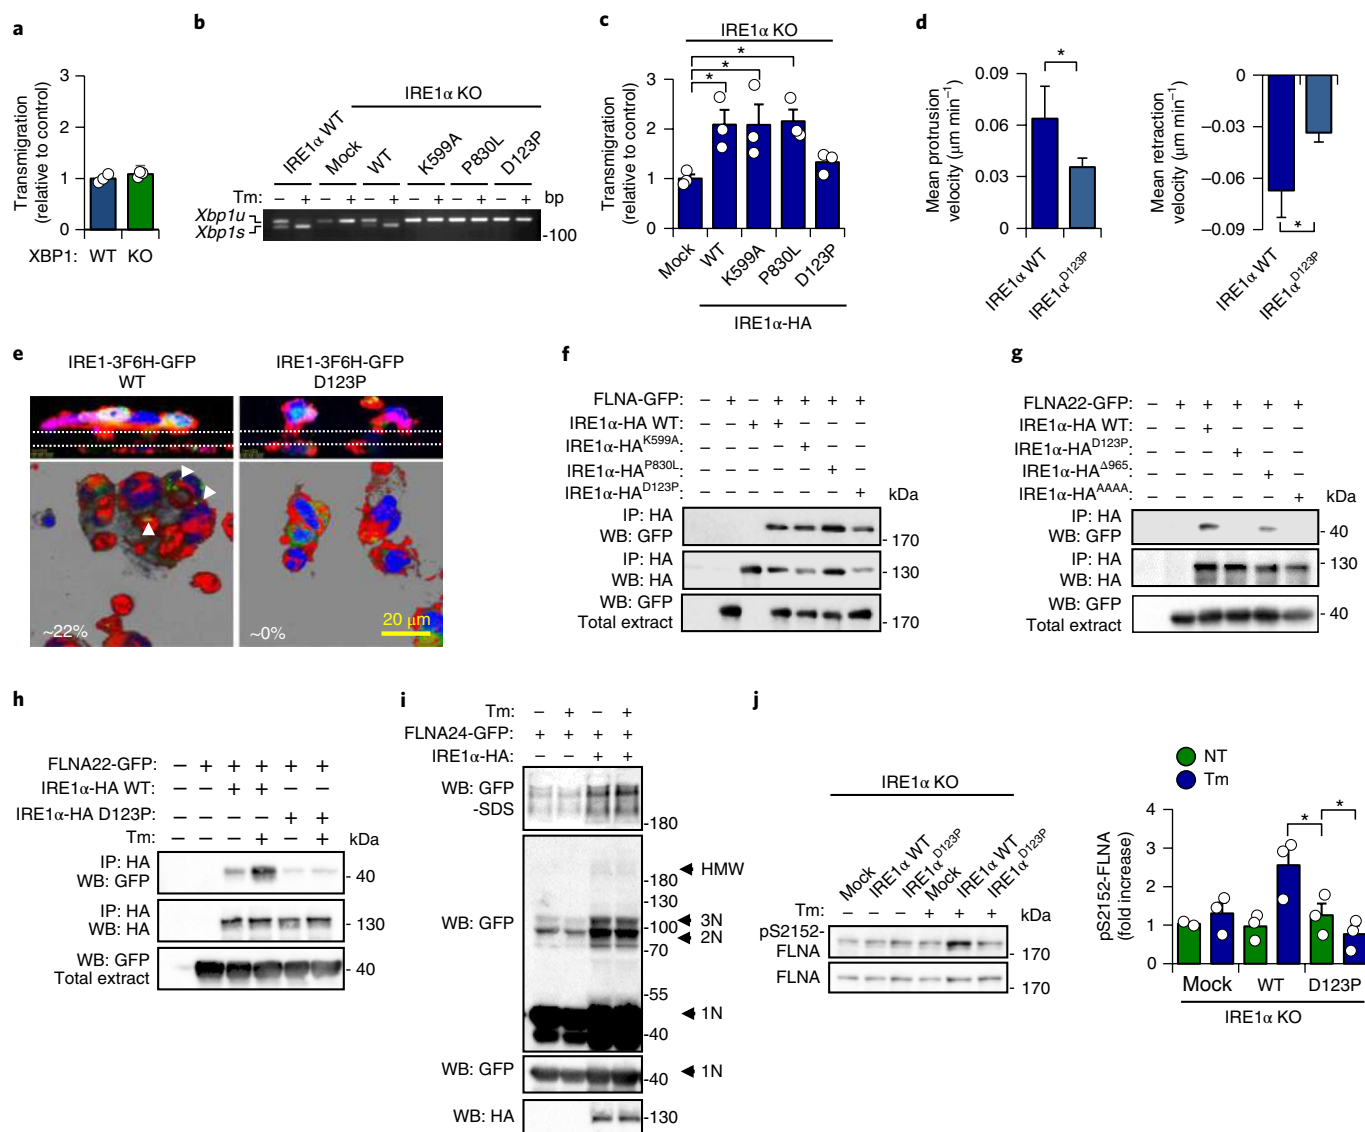 a
3
2
1
0
Transmigration
(relative to control)
XBP1: WT KO
b
IRE1α KO
IRE1α WT
Mock
WT
K599A
P830L
D123P
Tm: – + – + – + – + – + – + bp
Xbp1u
Xbp1s
-100
c
IRE1α KO
* 
*
*
3
2
1
0
Transmigration
(relative to control)
Mock
WT
K599A
P830L
D123P
IRE1α-HA
d
0.09
0.06
0.03
0
Mean protrusion
velocity (μm min⁻¹)
*
IRE1α WT
IRE1α^D123P
0
–0.03
–0.06
–0.09
Mean retraction
velocity (μm min⁻¹)
*
IRE1α WT
IRE1α^D123P
e
IRE1-3F6H-GFP
WT
IRE1-3F6H-GFP
D123P
~22%
~0%
20 μm
f
FLNA-GFP: – + – + + + +
IRE1α-HA WT: – – + + – – –
IRE1α-HA^K599A: – – – – + – –
IRE1α-HA^P830L: – – – – – + –
IRE1α-HA^D123P: – – – – – – + kDa
IP: HA
WB: GFP
- 170
IP: HA
WB: HA
- 130
WB: GFP
Total extract
- 170
g
FLNA22-GFP: – + + + + +
IRE1α-HA WT: – – + – – –
IRE1α-HA^D123P: – – – + – –
IRE1α-HA^Δ965: – – – – + –
IRE1α-HA^AAAA: – – – – – + kDa
IP: HA
WB: GFP
- 40
IP: HA
WB: HA
- 130
WB: GFP
Total extract
- 40
h
FLNA22-GFP: – + + + + +
IRE1α-HA WT: – – + + – –
IRE1α-HA D123P: – – – – + +
Tm: – – – + – + kDa
IP: HA
WB: GFP
- 40
IP: HA
WB: HA
- 130
WB: GFP
Total extract
- 40
i
Tm: – + – +
FLNA24-GFP: + + + +
IRE1α-HA: – – + +
WB: GFP
-SDS
-180
WB: GFP
HMW
180
-130
-100
3N
2N
-70
-55
1N
-40
WB: GFP
-40
1N
WB: HA
-130
j
IRE1α KO
Mock
IRE1α WT
IRE1α^D123P
Mock
IRE1α WT
IRE1α^D123P
Tm: – – – + + + kDa
pS2152-
FLNA
- 170
FLNA
- 170
NT
Tm
4
3
2
1
0
pS2152-FLNA
(fold increase)
*
*
Mock
WT
D123P
IRE1α KO